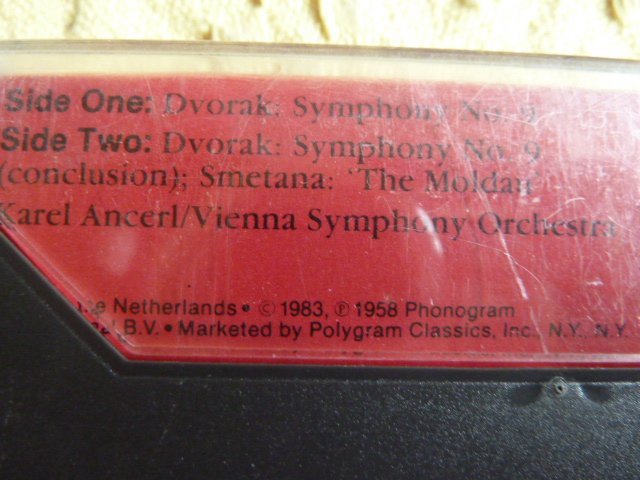 Side One: Dvorak: Symphony No. 9
Side Two: Dvorak: Symphony No. 9
(conclusion); Smetana: 'The Moldau'
Karel Ancerl/Vienna Symphony Orchestra
Netherlands • © 1983, ℗ 1958 Phonogram
B.V. • Marketed by Polygram Classics, Inc., N.Y., N.Y.